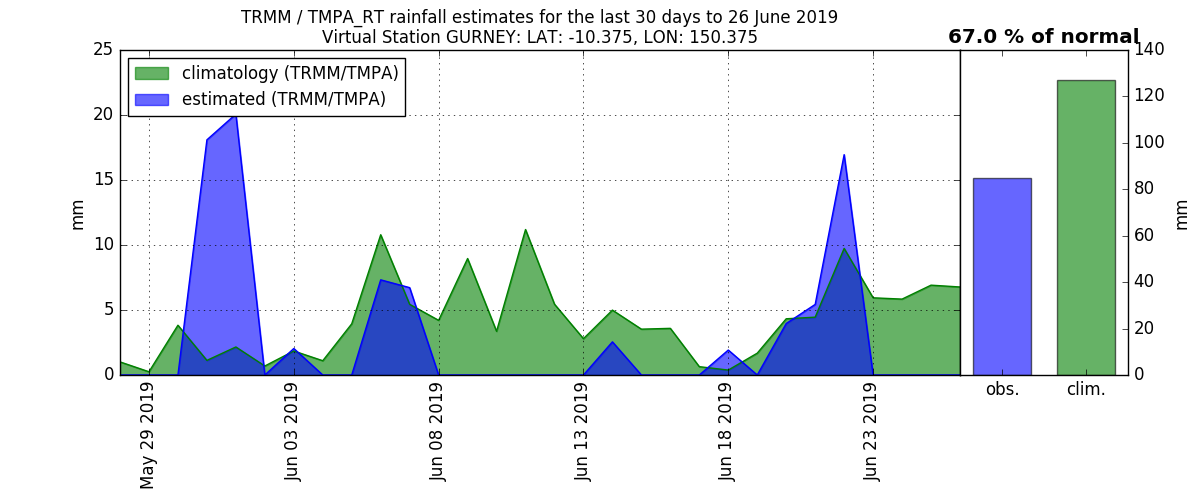 TRMM / TMPA_RT rainfall estimates for the last 30 days to 26 June 2019
Virtual Station GURNEY: LAT: -10.375, LON: 150.375
67.0 % of normal
climatology (TRMM/TMPA)
estimated (TRMM/TMPA)
25
20
15
10
5
0
mm
May 29 2019
Jun 03 2019
Jun 08 2019
Jun 13 2019
Jun 18 2019
Jun 23 2019
obs.
clim.
140
120
100
80
60
40
20
0
mm